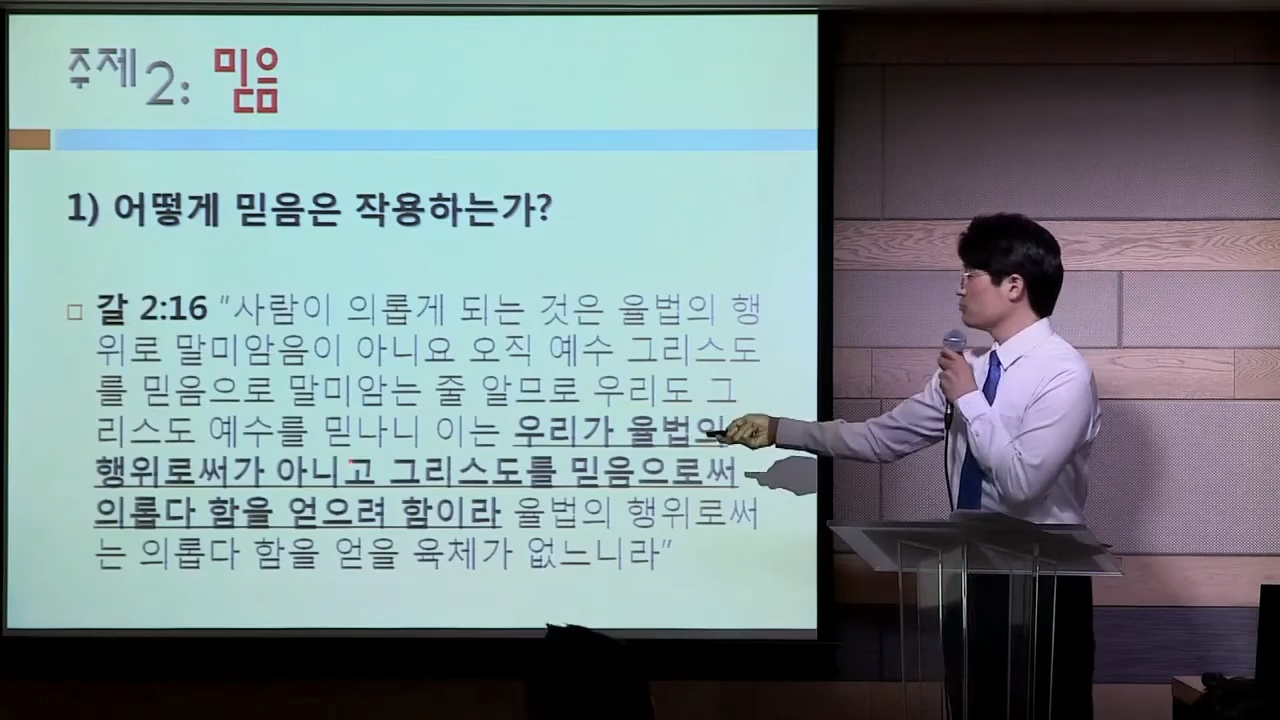 주제 2: 믿음
1) 어떻게 믿음은 작용하는가?
갈 2:16 “사람이 의롭게 되는 것은 율법의 행
위로 말미암음이 아니요 오직 예수 그리스도
를 믿음으로 말미암는 줄 알므로 우리도 그
리스도 예수를 믿나니 이는 우리가 율법의
행위로써가 아니고 그리스도를 믿음으로써
의롭다 함을 얻으려 함이라 율법의 행위로써
는 의롭다 함을 얻을 육체가 없느니라”